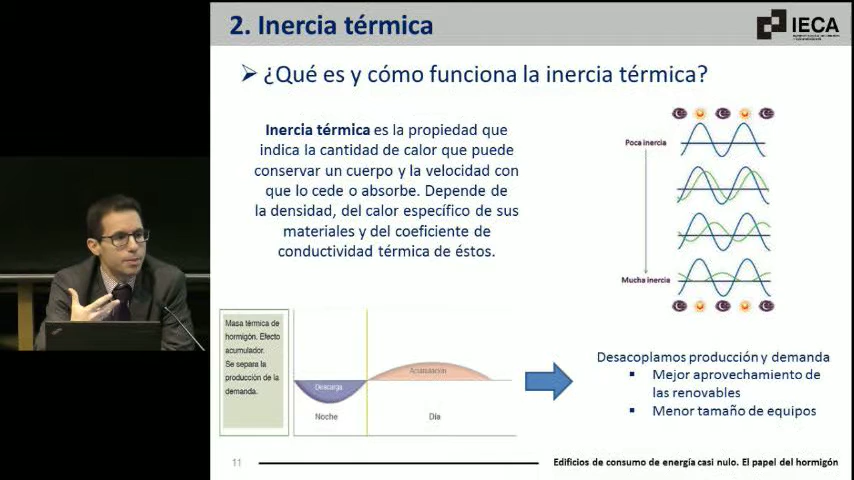 2. Inercia térmica
IECA
¿Qué es y cómo funciona la inercia térmica?
Inercia térmica es la propiedad que
indica la cantidad de calor que puede
conservar un cuerpo y la velocidad con
que lo cede o absorbe. Depende de
la densidad, del calor específico de sus
materiales y del coeficiente de
conductividad térmica de éstos.
Poca inercia
Mucha inercia
Masa térmica de
hormigón. Efecto
acumulador.
Se separa la
producción de la
demanda.
Descarga
Acumulación
Noche
Día
Desacoplamos producción y demanda
Mejor aprovechamiento de
las renovables
Menor tamaño de equipos
11
Edificios de consumo de energía casi nulo. El papel del hormigón